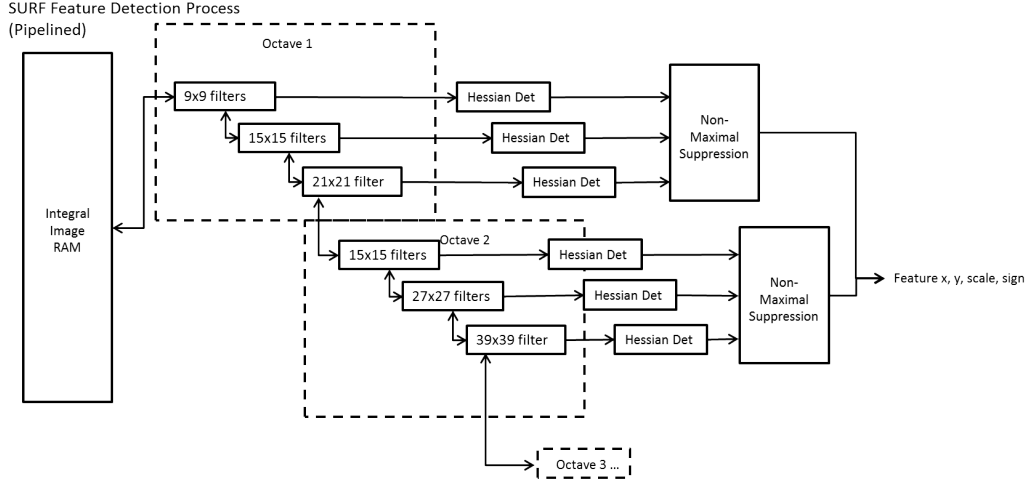 SURF Feature Detection Process
(Pipelined)
Octave 1
9x9 filters
Hessian Det
15x15 filters
Hessian Det
21x21 filter
Hessian Det
Non-
Maximal
Suppression
Integral
Image
RAM
Octave 2
15x15 filters
Hessian Det
27x27 filters
Hessian Det
39x39 filter
Hessian Det
Non-
Maximal
Suppression
Feature x, y, scale, sign
Octave 3 ...